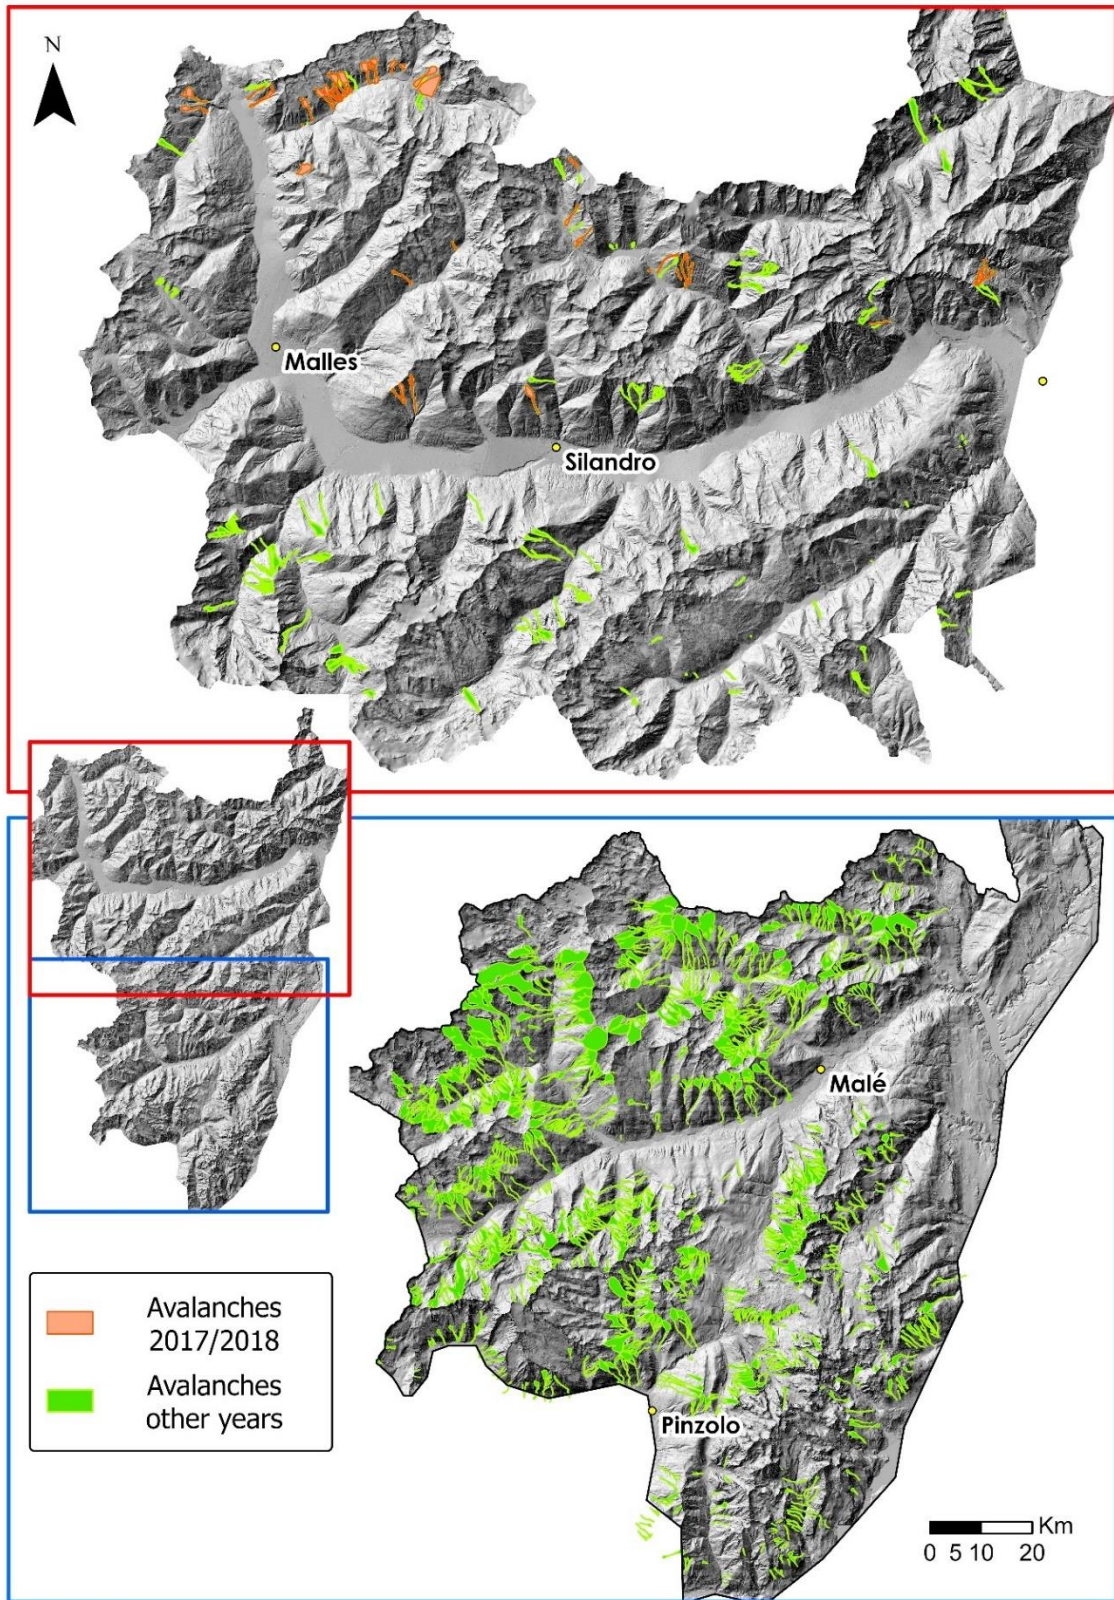 N
Malles
Silandro
Malé
Pinzolo
Avalanches
2017/2018
Avalanches
other years
Km
0 5 10 20